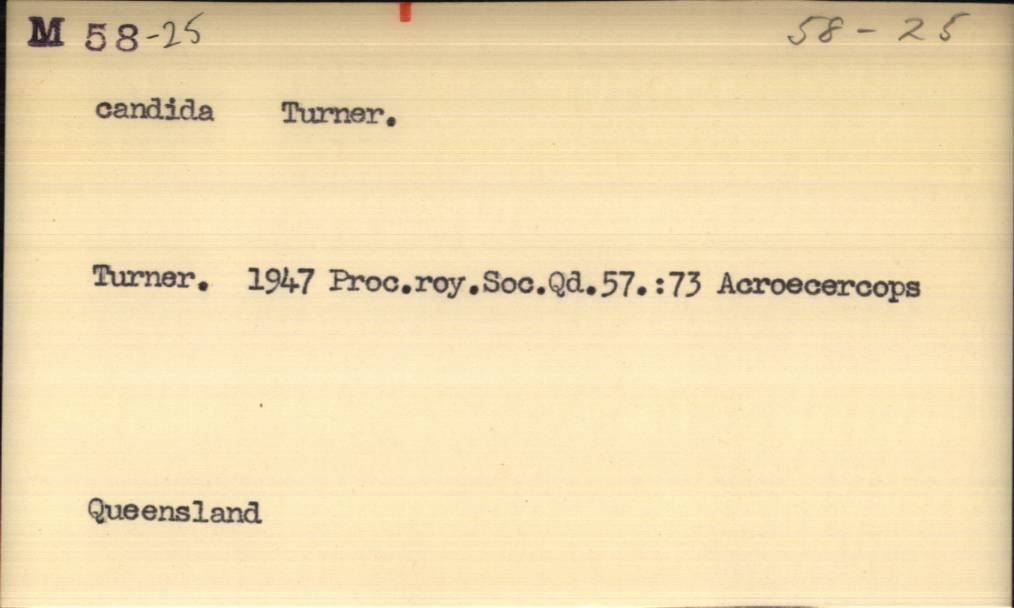 M 58-25 58-25
candida Turner.
Turner. 1947 Proc.roy.Soc.Qd.57.:73 Acroecercops
Queensland